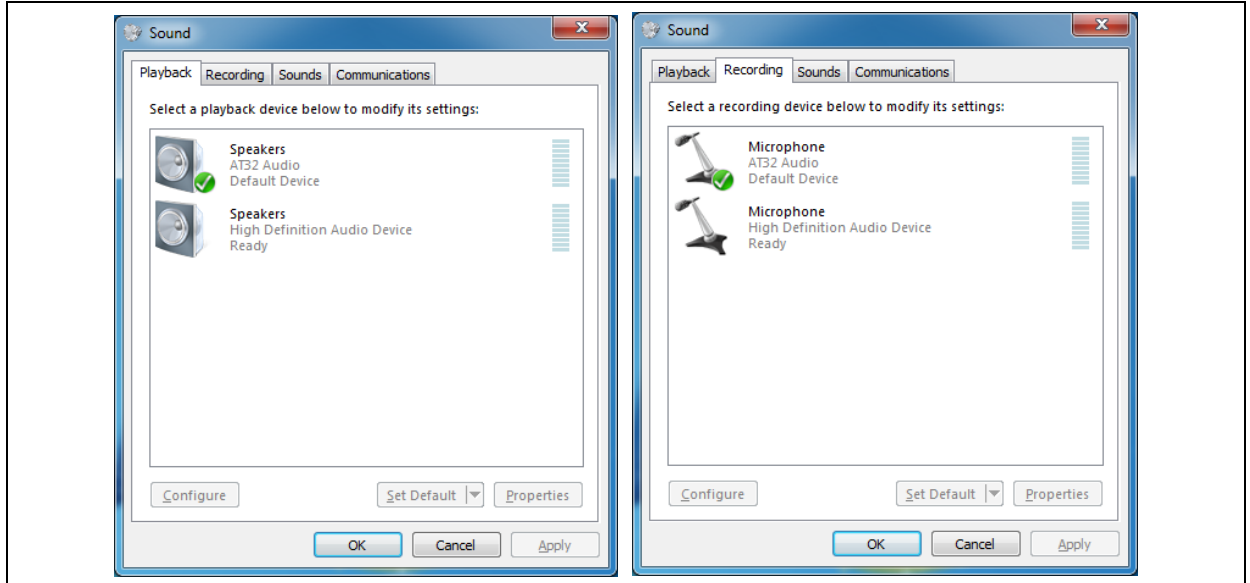 Sound
Playback Recording Sounds Communications
Select a playback device below to modify its settings:
Speakers
AT32 Audio
Default Device
Speakers
High Definition Audio Device
Ready
Configure Set Default Properties
OK Cancel Apply
Sound
Playback Recording Sounds Communications
Select a recording device below to modify its settings:
Microphone
AT32 Audio
Default Device
Microphone
High Definition Audio Device
Ready
Configure Set Default Properties
OK Cancel Apply